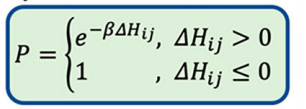 P = { e^{-βΔH_{ij}}, ΔH_{ij} > 0
1 , ΔH_{ij} ≤ 0